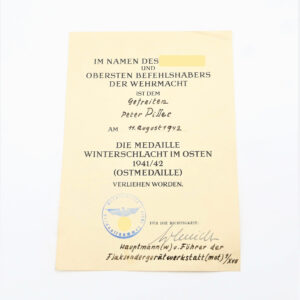 IM NAMEN DES
UND
OBERSTEN BEFEHLSHABERS
DER WEHRMACHT
IST DEM
Gefreiten
Peter Piller
AM 11. August 1942
DIE MEDAILLE
WINTERSCHLACHT IM OSTEN
1941/42
(OSTMEDAILLE)
VERLIEHEN WORDEN.
FÜR DIE RICHTIGKEIT:
Hauptmann(W) u. Führer der
Flaksondergerätwerkstatt(mot)